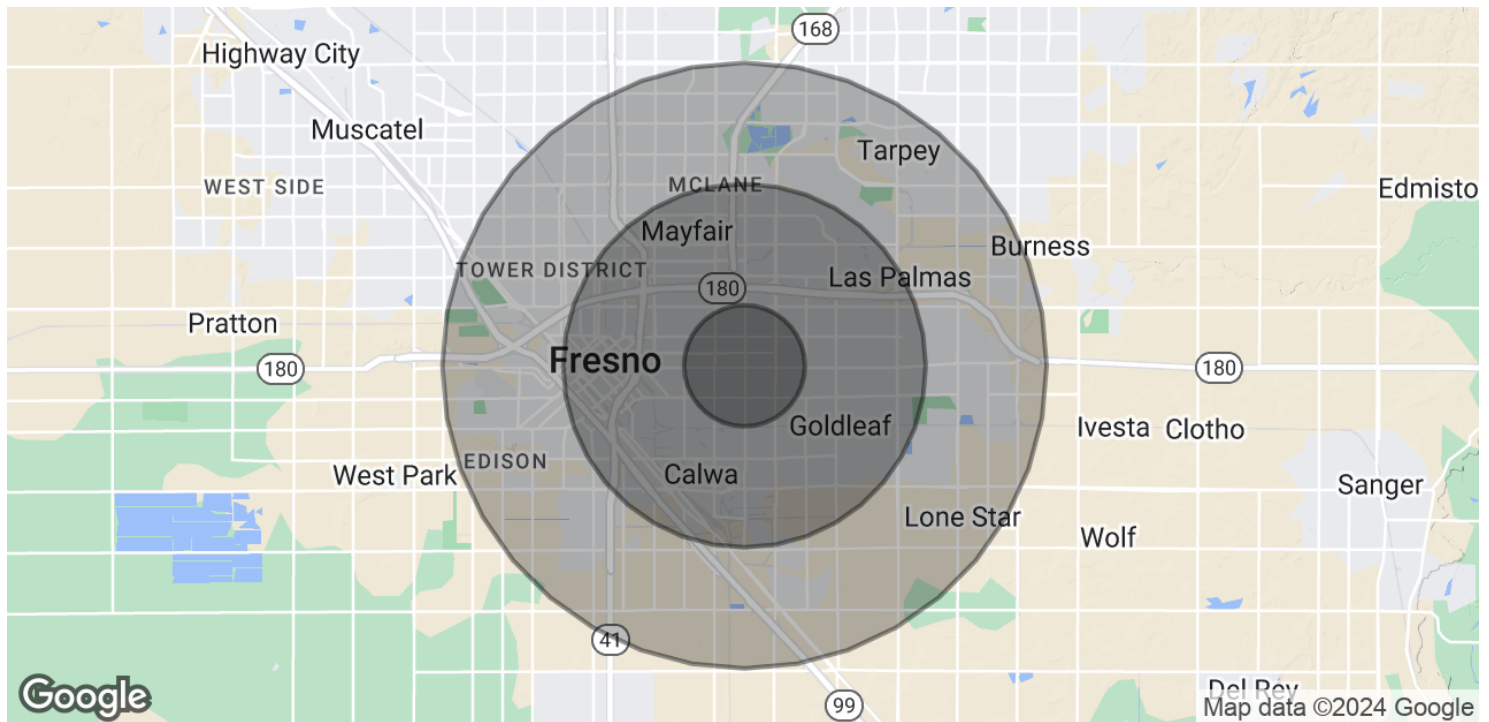 168
Highway City
Muscatel
Tarpey
WEST SIDE
MCLANE
Edmisto
Mayfair
Burness
TOWER DISTRICT
Las Palmas
180
Pratton
Fresno
180
180
Goldleaf
Ivesta
Clotho
EDISON
West Park
Calwa
Sanger
Lone Star
Wolf
41
Google
Del Rey
99
Map data ©2024 Google